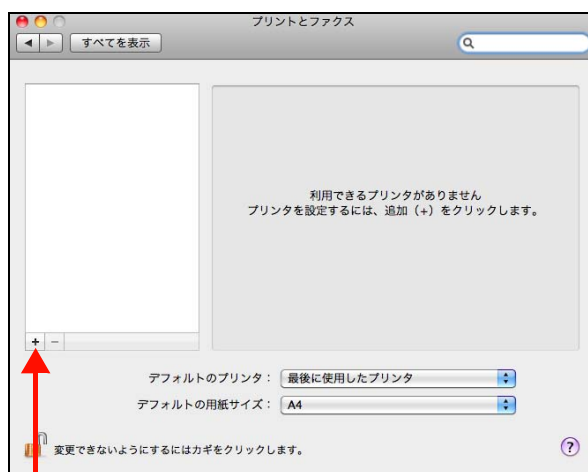 プリントとファクス
すべてを表示
利用できるプリンタがありません
プリンタを設定するには、追加（+）をクリックします。
+ −
デフォルトのプリンタ： 最後に使用したプリンタ
デフォルトの用紙サイズ： A4
変更できないようにするにはカギをクリックします。 ?